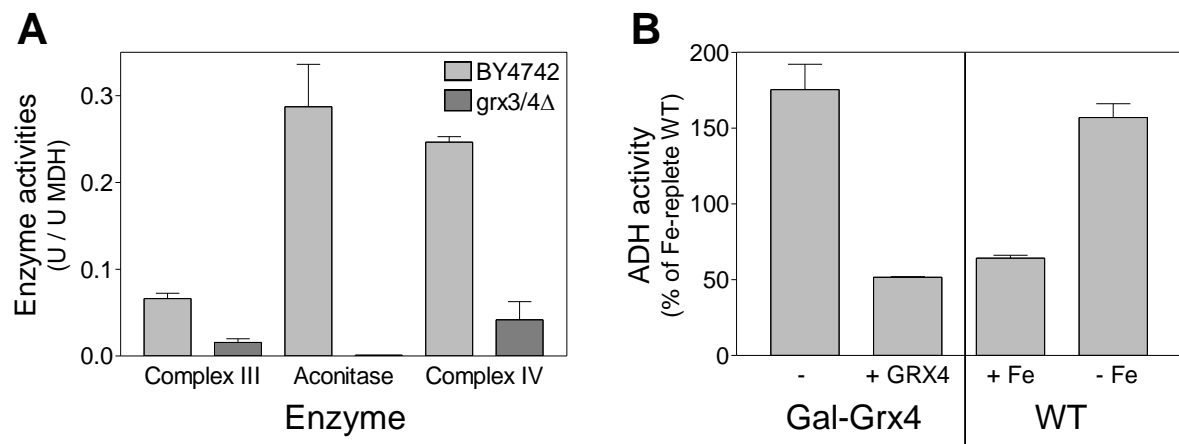 A
Enzyme activities
(U / U MDH)
0.3
0.2
0.1
0.0
BY4742
grx3/4Δ
Complex III Aconitase Complex IV
Enzyme
B
ADH activity
(% of Fe-replete WT)
200
150
100
50
0
- + GRX4 + Fe - Fe
Gal-Grx4 WT